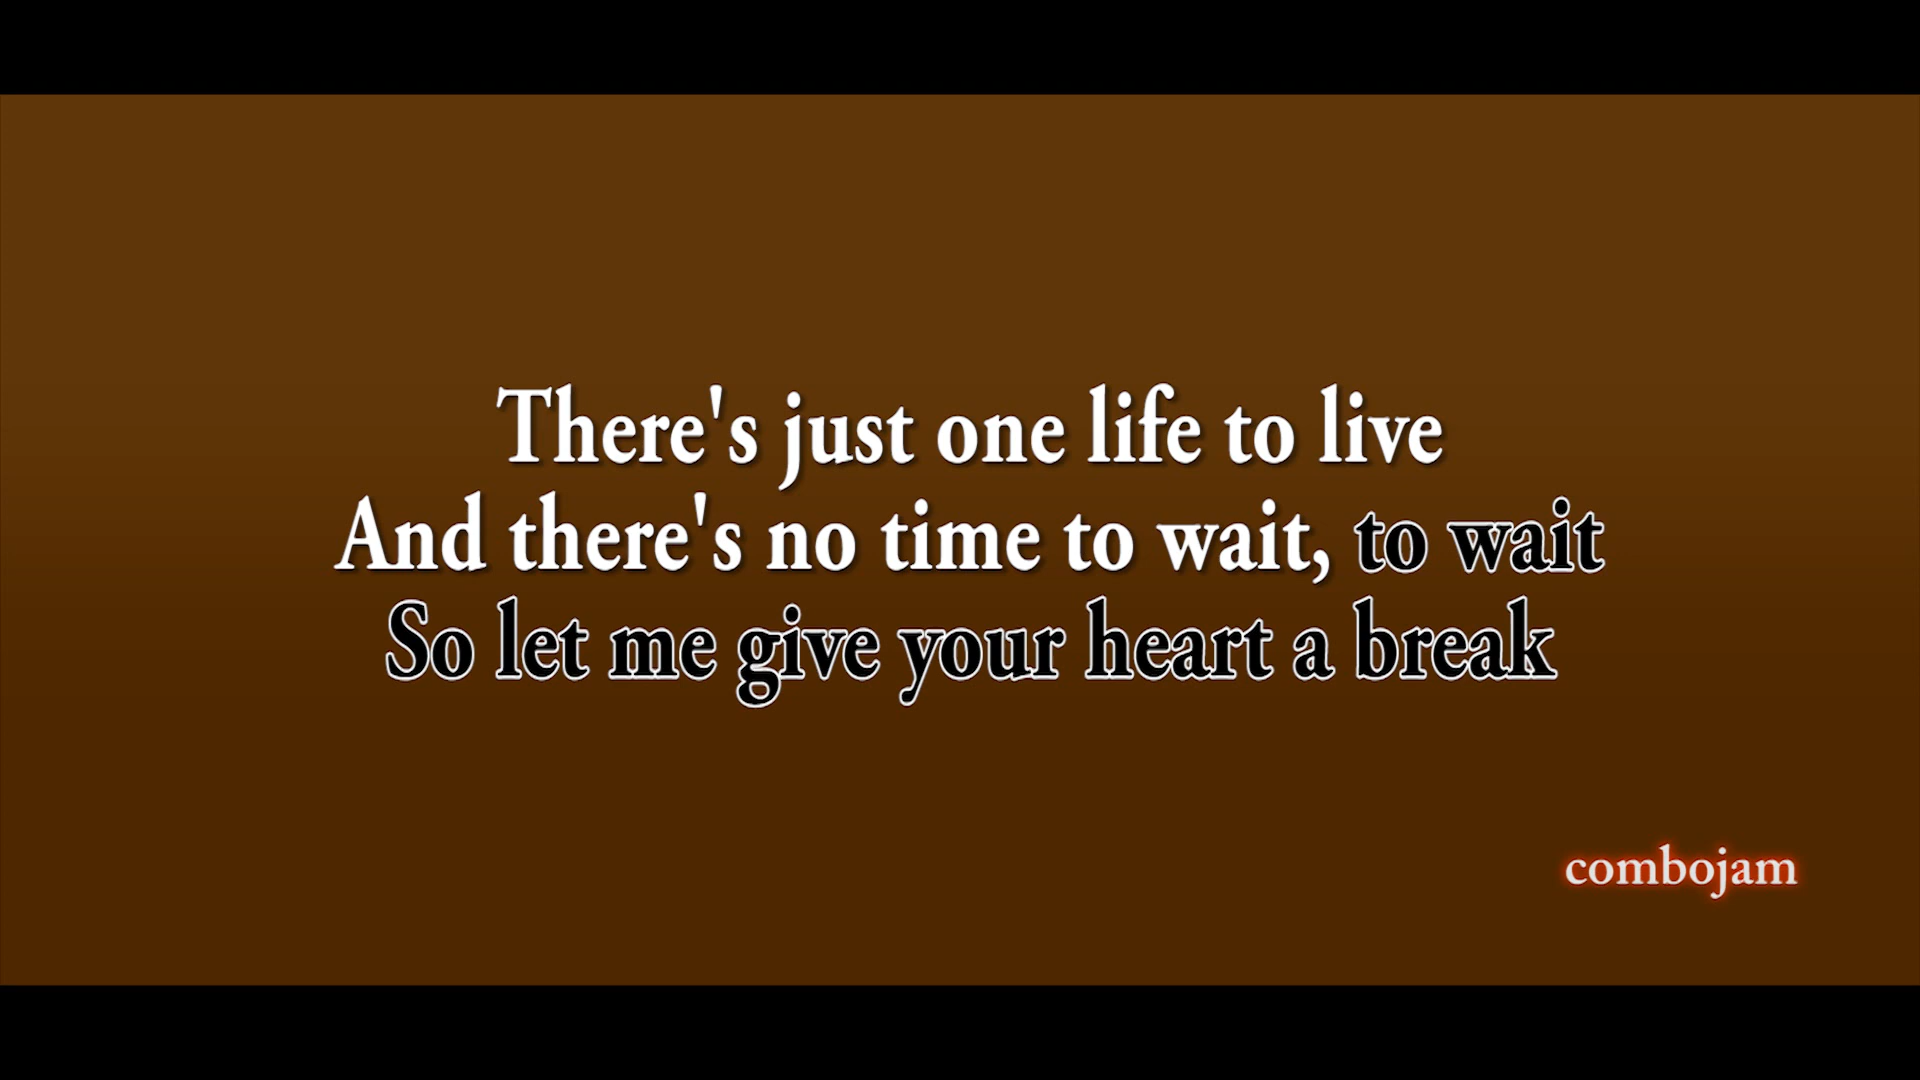 There's just one life to live
And there's no time to wait, to wait
So let me give your heart a break
combojam